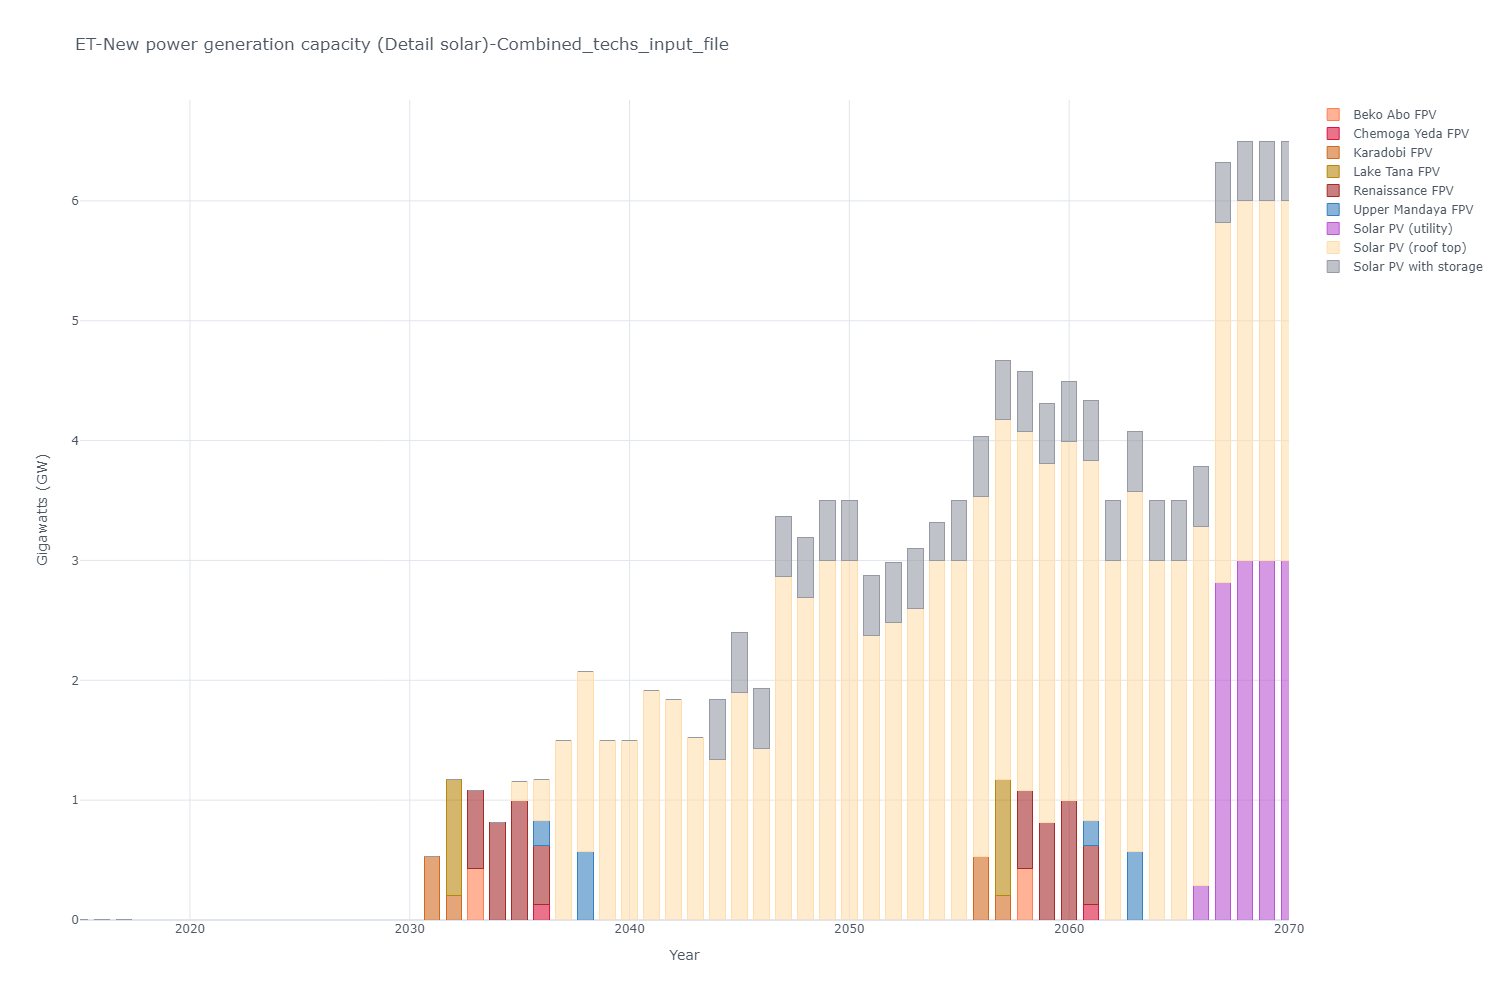 ET-New power generation capacity (Detail solar)-Combined_techs_input_file
Beko Abo FPV
Chemoga Yeda FPV
Karadobi FPV
Lake Tana FPV
Renaissance FPV
Upper Mandaya FPV
Solar PV (utility)
Solar PV (roof top)
Solar PV with storage
Gigawatts (GW)
6
5
4
3
2
1
0
2020
2030
2040
2050
2060
2070
Year